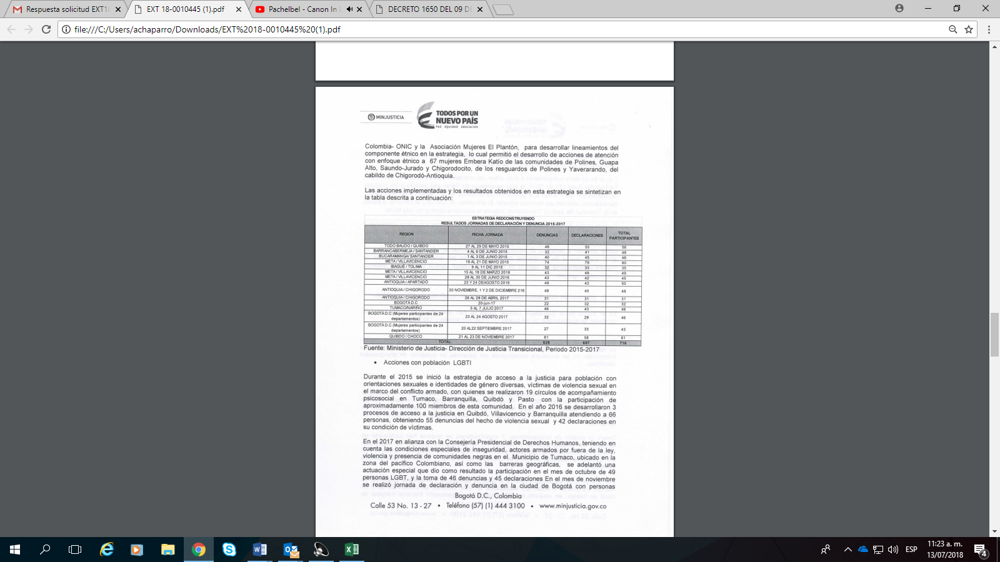 Respuesta solicitud EXT18
EXT 18-0010445 (1).pdf
Pachelbel - Canon In
DECRETO 1650 DEL 09 DE
file:///C:/Users/achaparro/Downloads/EXT%2018-0010445%20(1).pdf
MINJUSTICIA
TODOS POR UN
NUEVO PAÍS
PAZ EQUIDAD EDUCACIÓN
Colombia- ONIC y la Asociación Mujeres El Plantón, para desarrollar lineamientos del
componente étnico en la estrategia, lo cual permitió el desarrollo de acciones de atención
con enfoque étnico a 67 mujeres Embera Katío de las comunidades de Polines, Guapa
Alto, Saundo-Jurado y Chigorodocito, de los resguardos de Polines y Yaverarando, del
cabildo de Chigorodó-Antioquia.
Las acciones implementadas y los resultados obtenidos en esta estrategia se sintetizan en
la tabla descrita a continuación:
ESTRATEGIA REDCONSTRUYENDO
RESULTADOS JORNADAS DE DECLARACIÓN Y DENUNCIA 2015-2017
REGION FECHA JORNADA DENUNCIAS DECLARACIONES TOTAL PARTICIPANTES
TODO BAUDO / QUIBDO 27 AL 29 DE MAYO 2015 46 55 56
BARRANCABERMEJA / SANTANDER 4 AL 6 DE JUNIO 2015 32 41 48
BUCARAMANGA/ SANTANDER 1 AL 3 DE JUNIO 2015 40 45 46
META / VILLAVICENCIO 19 AL 21 DE MAYO 2015 74 79 80
IBAGUÉ / TOLIMA 9 AL 11 DIC 2015 32 33 35
META / VILLAVICENCIO 15 AL 18 DE MARZO 2016 43 48 49
META / VILLAVICENCIO 28 AL 30 DE JUNIO 2016 43 42 45
ANTIOQUIA / APARTADÓ 23 Y 24 DEAGOSTO 2016 49 43 50
ANTIOQUIA / CHIGORODO 30 NOVIEMBRE, 1 Y 2 DE DICIEMBRE 216 48 45 48
ANTIOQUIA / CHIGORODO 26 AL 28 DE ABRIL 2017 31 31 31
BOGOTÁ D.C 20-jun-17 22 32 32
TUMACO/NARIÑO 5 AL 7 JULIO 2017 46 43 46
BOGOTÁ D.C (Mujeres participantes de 24 departamentos) 23 AL 24 AGOSTO 2017 32 29 46
BOGOTÁ D.C (Mujeres participantes de 24 departamentos) 20 AL22 SEPTIEMBRE 2017 27 33 43
QUIBDO / CHOCO 21 AL 23 DE NOVIEMBRE 2017 61 58 61
TOTAL 626 657 716
Fuente: Ministerio de Justicia- Dirección de Justicia Transicional, Periodo 2015-2017
• Acciones con población LGBTI
Durante el 2015 se inició la estrategia de acceso a la justicia para población con
orientaciones sexuales e identidades de género diversas, víctimas de violencia sexual en
el marco del conflicto armado, con quienes se realizaron 19 círculos de acompañamiento
psicosocial en Tumaco, Barranquilla, Quibdó y Pasto con la participación de
aproximadamente 100 miembros de esta comunidad. En el año 2016 se desarrollaron 3
procesos de acceso a la justicia en Quibdó, Villavicencio y Barranquilla atendiendo a 66
personas, obteniendo 55 denuncias del hecho de violencia sexual y 42 declaraciones en
su condición de víctimas.
En el 2017 en alianza con la Consejería Presidencial de Derechos Humanos, teniendo en
cuenta las condiciones especiales de inseguridad, actores armados por fuera de la ley,
violencia y presencia de comunidades negras en el Municipio de Tumaco, ubicado en la
zona del pacífico Colombiano, así como las barreras geográficas, se adelantó una
actuación especial que dio como resultado la participación en el mes de octubre de 49
personas LGBT, y la toma de 46 denuncias y 45 declaraciones En el mes de noviembre
se realizó jornada de declaración y denuncia en la ciudad de Bogotá con personas
Bogotá D.C., Colombia
Calle 53 No. 13 - 27 • Teléfono (57) (1) 444 3100 • www.minjusticia.gov.co
ESP
11:23 a. m.
13/07/2018
4